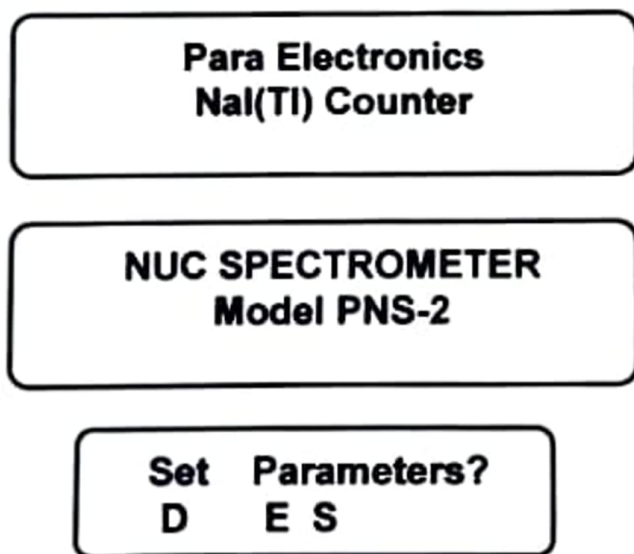 Para Electronics
NaI(Tl) Counter
NUC SPECTROMETER
Model PNS-2
Set Parameters?
D E S